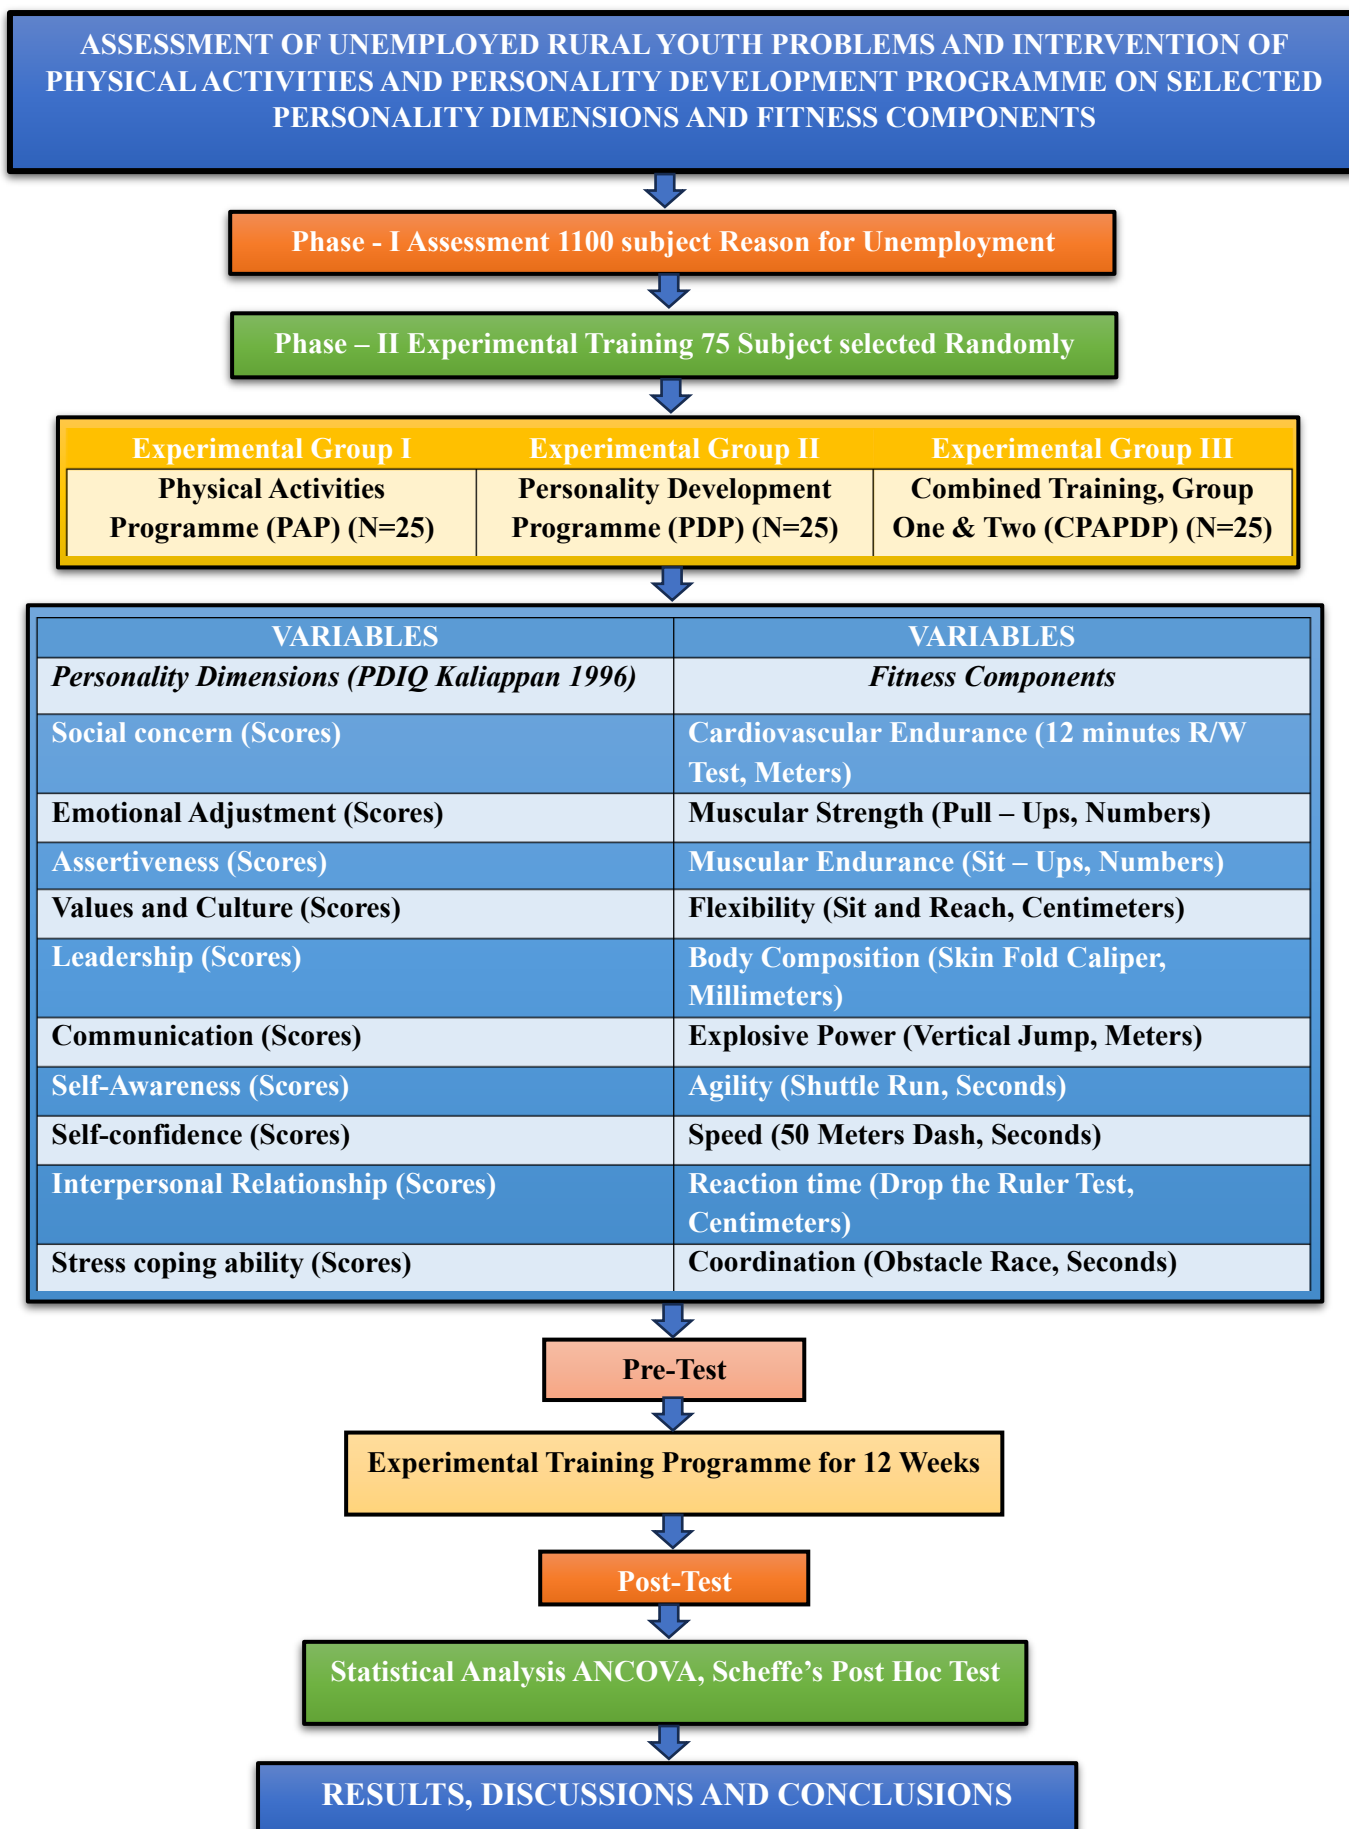 ASSESSMENT OF UNEMPLOYED RURAL YOUTH PROBLEMS AND INTERVENTION OF
PHYSICAL ACTIVITIES AND PERSONALITY DEVELOPMENT PROGRAMME ON SELECTED
PERSONALITY DIMENSIONS AND FITNESS COMPONENTS
Phase - I Assessment 1100 subject Reason for Unemployment
Phase – II Experimental Training 75 Subject selected Randomly
Experimental Group I
Experimental Group II
Experimental Group III
Physical Activities
Programme (PAP) (N=25)
Personality Development
Programme (PDP) (N=25)
Combined Training, Group
One & Two (CPAPDP) (N=25)
VARIABLES
VARIABLES
Personality Dimensions (PDIQ Kaliappan 1996)
Fitness Components
Social concern (Scores)
Cardiovascular Endurance (12 minutes R/W
Test, Meters)
Emotional Adjustment (Scores)
Muscular Strength (Pull – Ups, Numbers)
Assertiveness (Scores)
Muscular Endurance (Sit – Ups, Numbers)
Values and Culture (Scores)
Flexibility (Sit and Reach, Centimeters)
Leadership (Scores)
Body Composition (Skin Fold Caliper,
Millimeters)
Communication (Scores)
Explosive Power (Vertical Jump, Meters)
Self-Awareness (Scores)
Agility (Shuttle Run, Seconds)
Self-confidence (Scores)
Speed (50 Meters Dash, Seconds)
Interpersonal Relationship (Scores)
Reaction time (Drop the Ruler Test,
Centimeters)
Stress coping ability (Scores)
Coordination (Obstacle Race, Seconds)
Pre-Test
Experimental Training Programme for 12 Weeks
Post-Test
Statistical Analysis ANCOVA, Scheffe’s Post Hoc Test
RESULTS, DISCUSSIONS AND CONCLUSIONS